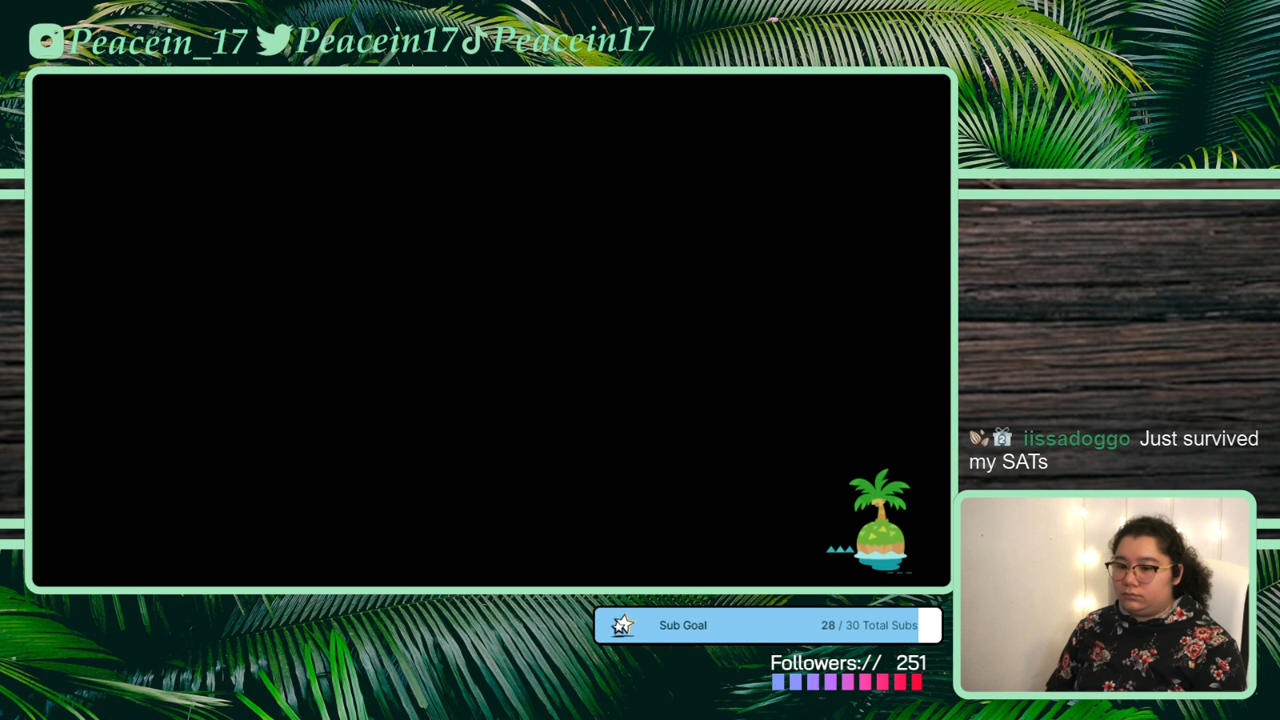 Peacein_17 Peacein17 Peacein17
iissadoggo Just survived
my SATs
Sub Goal 28 / 30 Total Subs
Followers:// 251